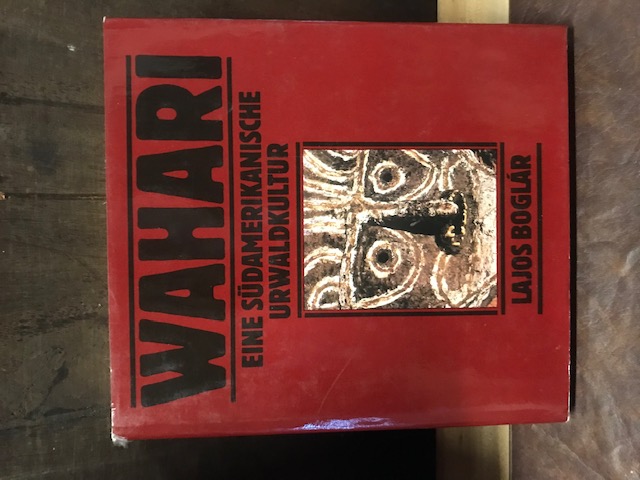 WAHARI
EINE SÜDAMERIKANISCHE
URWALDKULTUR
LAJOS BOGLÁR